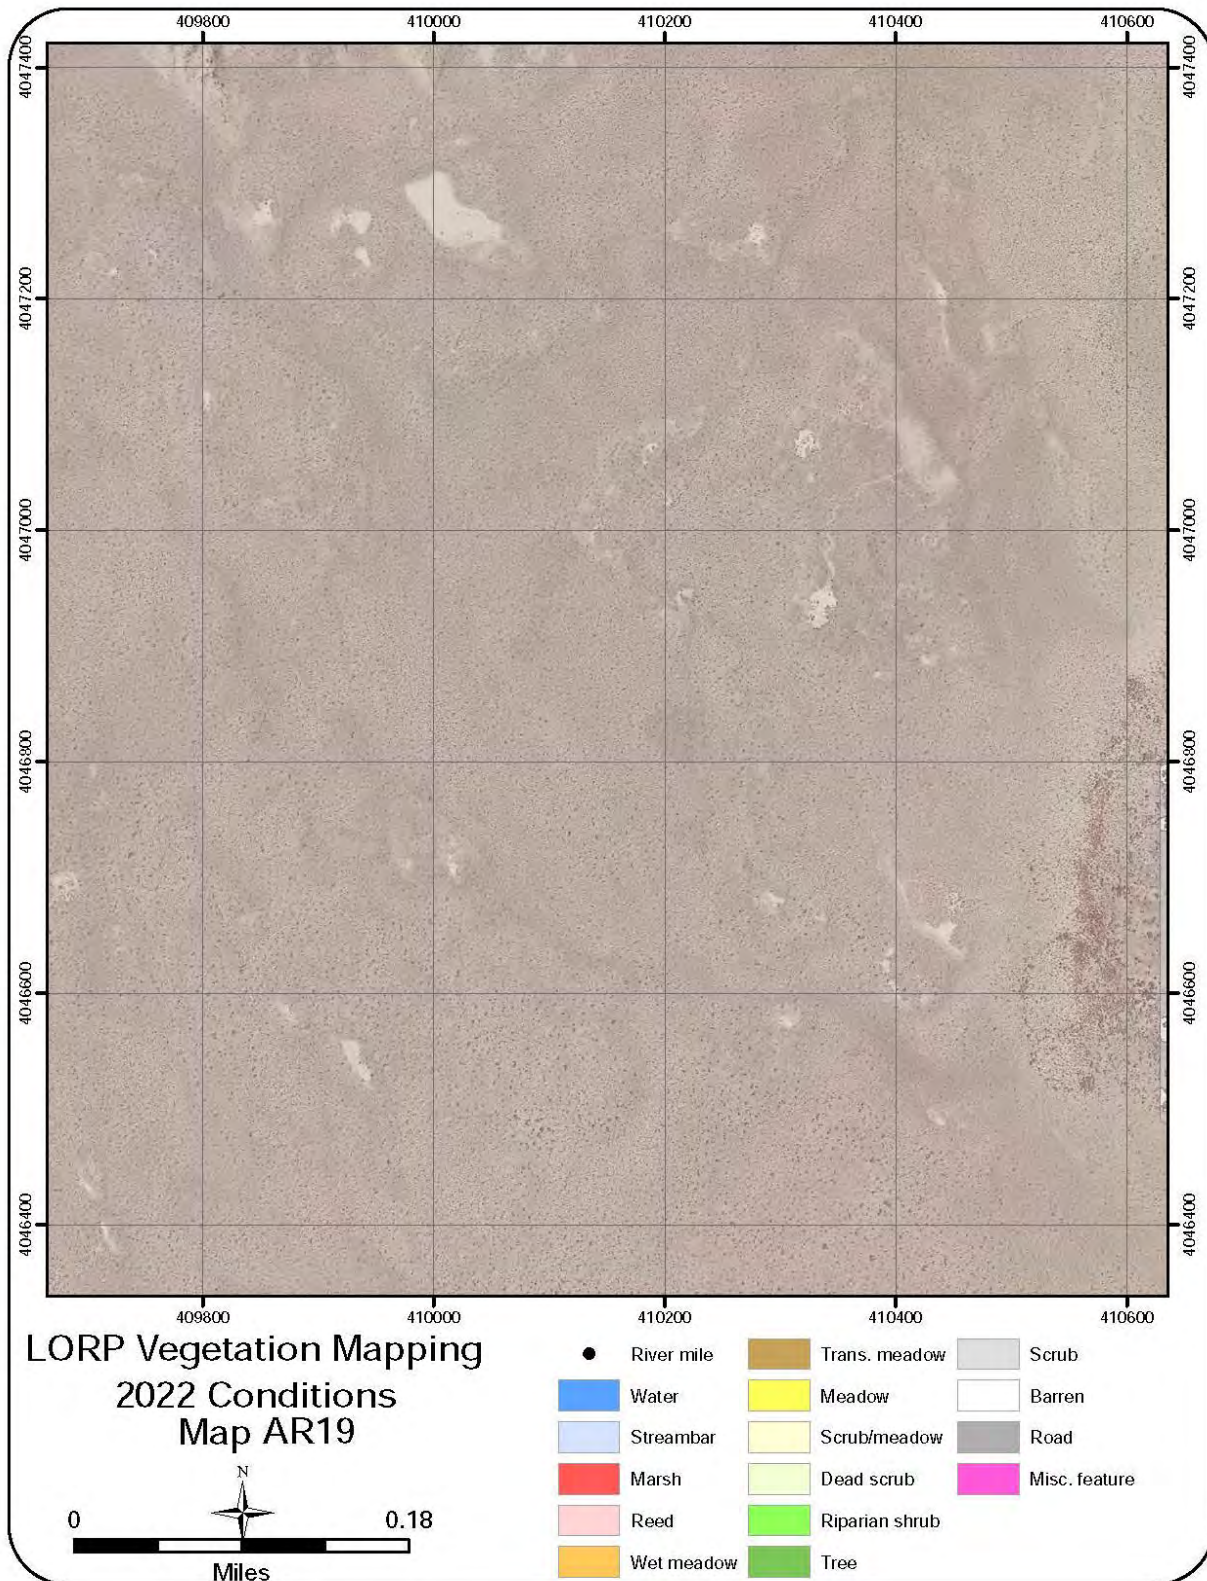 409800 410000 410200 410400 410600
4047400 4047400
4047200 4047200
4047000 4047000
4046800 4046800
4046600 4046600
4046400 4046400
409800 410000 410200 410400 410600
LORP Vegetation Mapping
2022 Conditions
Map AR19
N
0 0.18
Miles
River mile
Water
Streambar
Marsh
Reed
Wet meadow
Trans. meadow
Meadow
Scrub/meadow
Dead scrub
Riparian shrub
Tree
Scrub
Barren
Road
Misc. feature